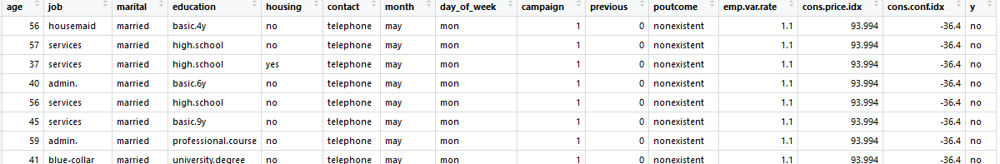 age job marital education housing contact month day_of_week campaign previous poutcome emp.var.rate cons.price.idx cons.conf.idx y
56 housemaid married basic.4y no telephone may mon 1 0 nonexistent 1.1 93.994 -36.4 no
57 services married high.school no telephone may mon 1 0 nonexistent 1.1 93.994 -36.4 no
37 services married high.school yes telephone may mon 1 0 nonexistent 1.1 93.994 -36.4 no
40 admin. married basic.6y no telephone may mon 1 0 nonexistent 1.1 93.994 -36.4 no
56 services married high.school no telephone may mon 1 0 nonexistent 1.1 93.994 -36.4 no
45 services married basic.9y no telephone may mon 1 0 nonexistent 1.1 93.994 -36.4 no
59 admin. married professional.course no telephone may mon 1 0 nonexistent 1.1 93.994 -36.4 no
41 blue-collar married university.degree no telephone may mon 1 0 nonexistent 1.1 93.994 -36.4 no